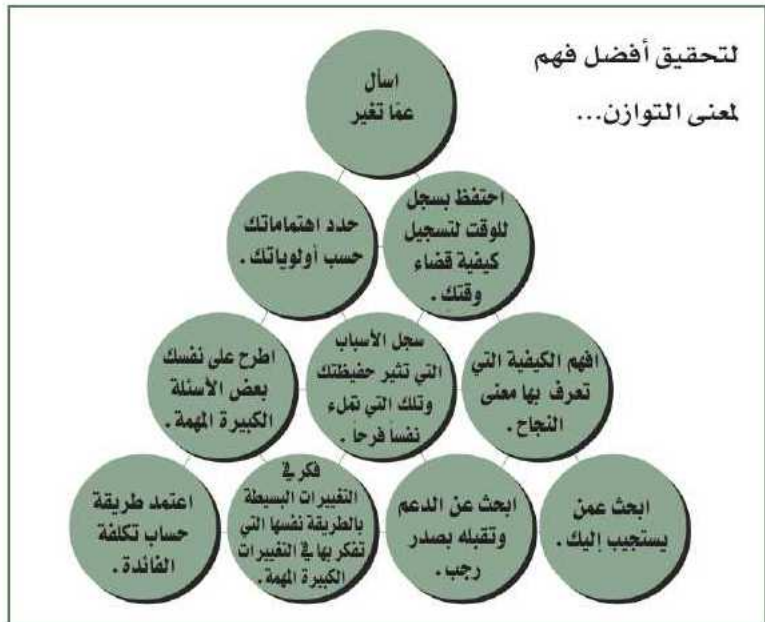 لتحقيق أفضل فهم
لمعنى التوازن...
اسأل
عمّا تغير
احتفظ بسجل
للوقت لتسجيل
كيفية قضاء
وقتك .
حدد اهتماماتك
حسب أولوياتك .
افهم الكيفية التي
تعرف بها معنى
النجاح.
سجل الأسباب
التي تثير حفيظتك
وتلك التي تملء
نفساً فرحاً .
اطرح على نفسك
بعض الأسئلة
الكبيرة المهمة .
ابحث عمن
يستجيب إليك .
ابحث عن الدعم
وتقبله بصدر
رجب .
فكر في
التغييرات البسيطة
بالطريقة نفسها التي
تفكر بها في التغييرات
الكبيرة المهمة .
اعتمد طريقة
حساب تكلفة
الفائدة .